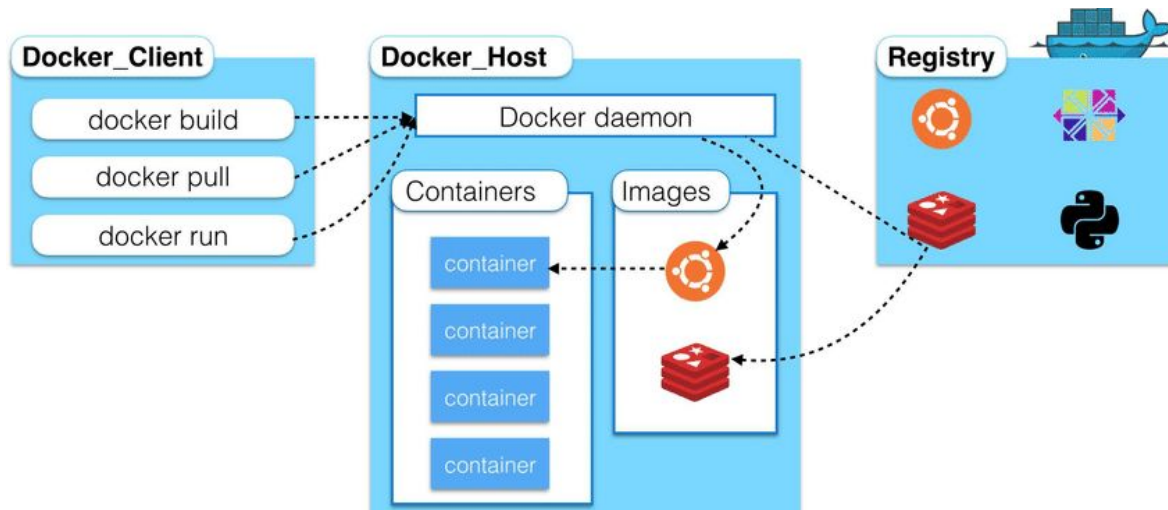 Docker_Client
docker build
docker pull
docker run
Docker_Host
Docker daemon
Containers
container
container
container
container
Images
Registry